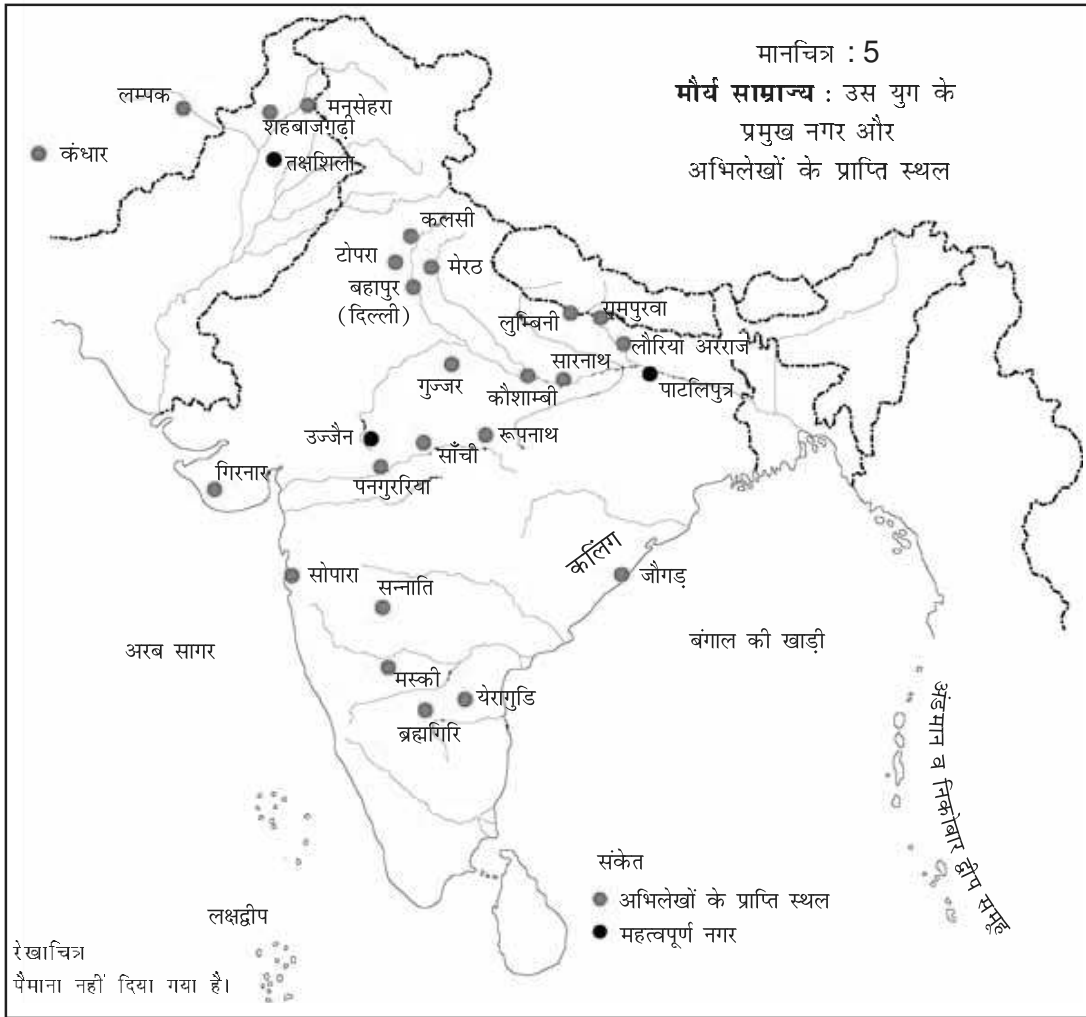 मानचित्र : 5
मौर्य साम्राज्य : उस युग के
प्रमुख नगर और
अभिलेखों के प्राप्ति स्थल
लम्पक
मनसेहरा
शहबाजगढ़ी
कंधार
तक्षशिला
कलसी
टोपरा
मेरठ
बहापुर
(दिल्ली)
लुम्बिनी
रामपुरवा
लौरिया अरराज
सारनाथ
गुज्जर
कौशाम्बी
पाटलिपुत्र
उज्जैन
साँची
रूपनाथ
पनगुररिया
गिरनार
कलिंग
सोपारा
जौगड़
सन्नाति
अरब सागर
बंगाल की खाड़ी
मस्की
येरागुडि
ब्रह्मगिरि
अंडमान व निकोबार द्वीप समूह
संकेत
अभिलेखों के प्राप्ति स्थल
महत्वपूर्ण नगर
लक्षद्वीप
रेखाचित्र
पैमाना नहीं दिया गया है।